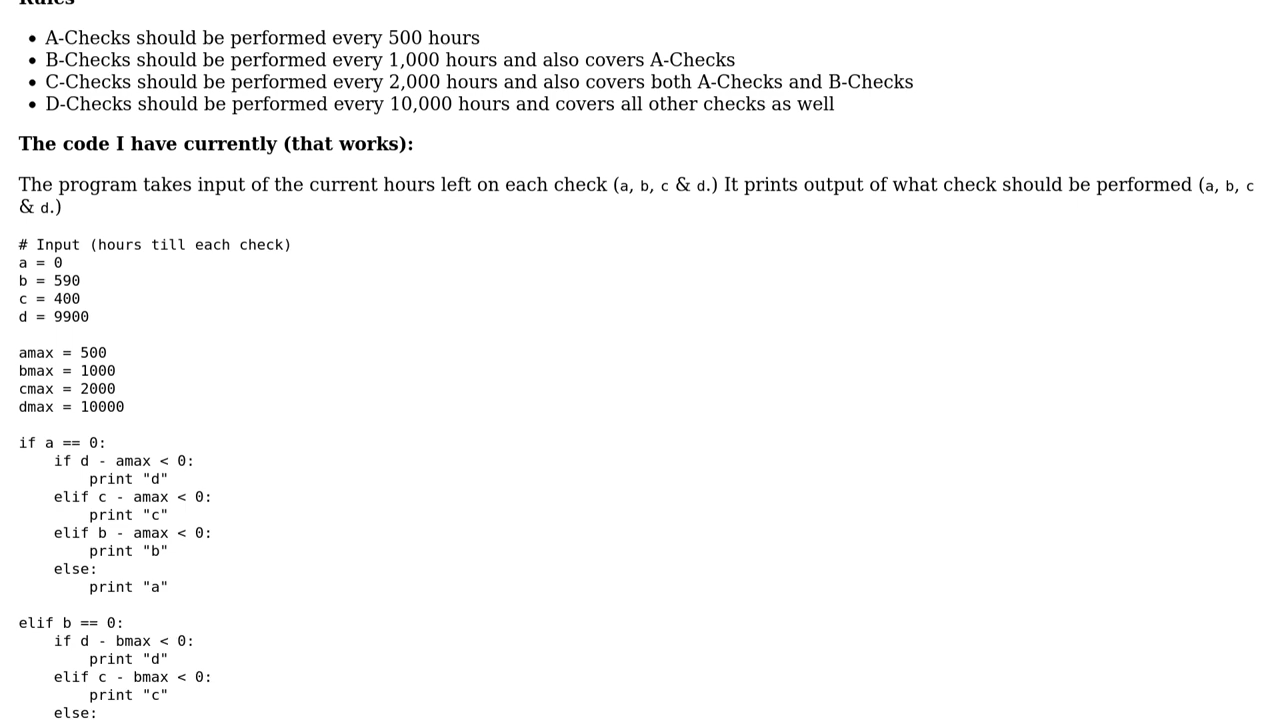 Rules
• A-Checks should be performed every 500 hours
• B-Checks should be performed every 1,000 hours and also covers A-Checks
• C-Checks should be performed every 2,000 hours and also covers both A-Checks and B-Checks
• D-Checks should be performed every 10,000 hours and covers all other checks as well
The code I have currently (that works):
The program takes input of the current hours left on each check (a, b, c & d.) It prints output of what check should be performed (a, b, c
& d.)
# Input (hours till each check)
a = 0
b = 590
c = 400
d = 9900

amax = 500
bmax = 1000
cmax = 2000
dmax = 10000

if a == 0:
    if d - amax < 0:
        print "d"
    elif c - amax < 0:
        print "c"
    elif b - amax < 0:
        print "b"
    else:
        print "a"

elif b == 0:
    if d - bmax < 0:
        print "d"
    elif c - bmax < 0:
        print "c"
    else: